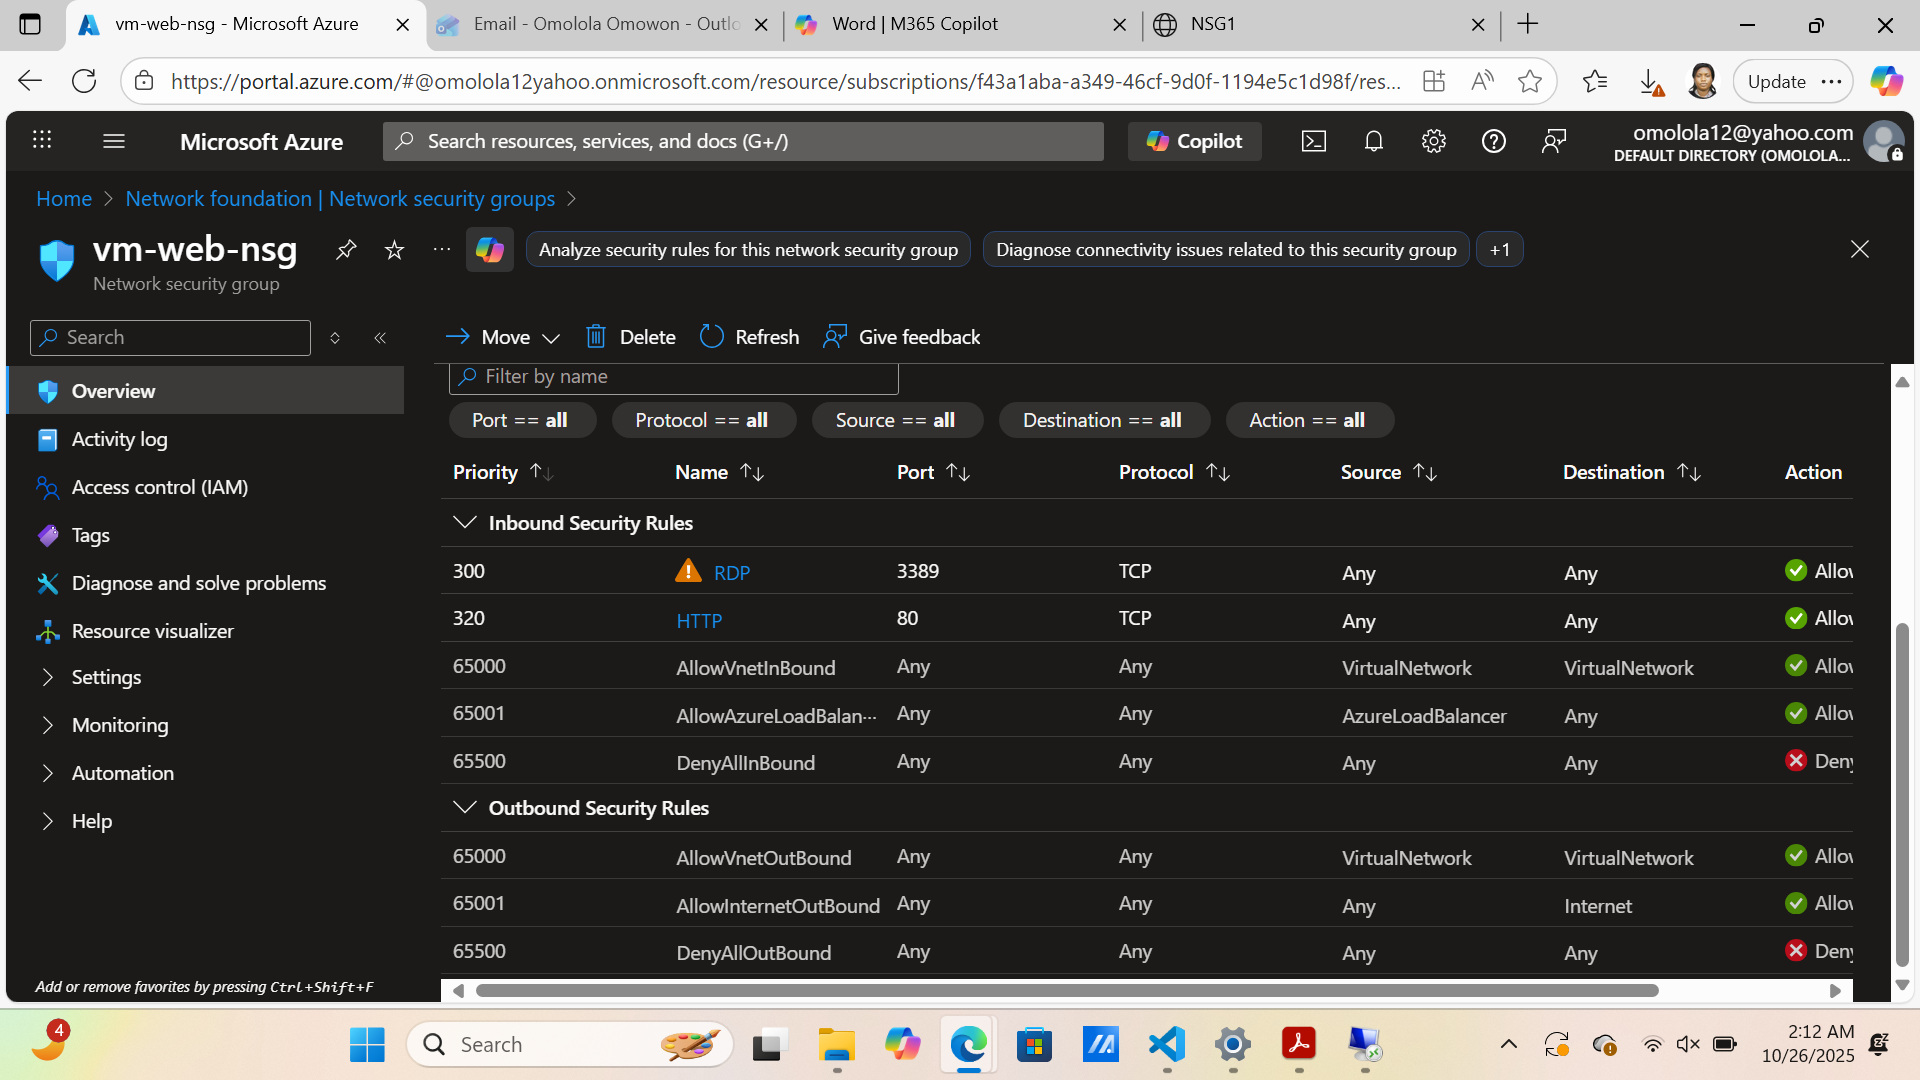 vm-web-nsg - Microsoft Azure
Email - Omolola Omowon - Outlo
Word | M365 Copilot
NSG1
https://portal.azure.com/#@omolola12yahoo.onmicrosoft.com/resource/subscriptions/f43a1aba-a349-46cf-9d0f-1194e5c1d98f/res...
Update
Microsoft Azure
Search resources, services, and docs (G+/)
Copilot
omolola12@yahoo.com
DEFAULT DIRECTORY (OMOLOLA...
Home > Network foundation | Network security groups >
vm-web-nsg
Network security group
Analyze security rules for this network security group
Diagnose connectivity issues related to this security group
+1
Search
Move
Delete
Refresh
Give feedback
Overview
Activity log
Access control (IAM)
Tags
Diagnose and solve problems
Resource visualizer
Settings
Monitoring
Automation
Help
Add or remove favorites by pressing Ctrl+Shift+F
Filter by name
Port == all
Protocol == all
Source == all
Destination == all
Action == all
Priority Name Port Protocol Source Destination Action
Inbound Security Rules
300 RDP 3389 TCP Any Any Allow
320 HTTP 80 TCP Any Any Allow
65000 AllowVnetInBound Any Any VirtualNetwork VirtualNetwork Allow
65001 AllowAzureLoadBalan... Any Any AzureLoadBalancer Any Allow
65500 DenyAllInBound Any Any Any Any Deny
Outbound Security Rules
65000 AllowVnetOutBound Any Any VirtualNetwork VirtualNetwork Allow
65001 AllowInternetOutBound Any Any Any Internet Allow
65500 DenyAllOutBound Any Any Any Any Deny
4
Search
2:12 AM
10/26/2025